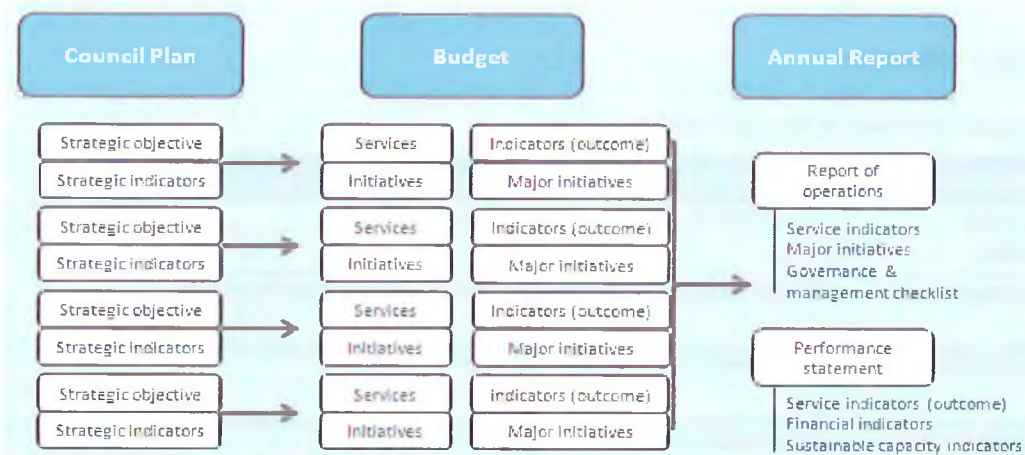 Council Plan
Budget
Annual Report
Strategic objective
Strategic indicators
Services
Indicators (outcome)
Initiatives
Major initiatives
Strategic objective
Strategic indicators
Services
Indicators (outcome)
Initiatives
Major initiatives
Strategic objective
Strategic indicators
Services
Indicators (outcome)
Initiatives
Major initiatives
Strategic objective
Strategic indicators
Services
Indicators (outcome)
Initiatives
Major initiatives
Report of
operations
Service indicators
Major initiatives
Governance &
management checklist
Performance
statement
Service indicators (outcome)
Financial indicators
Sustainable capacity indicators